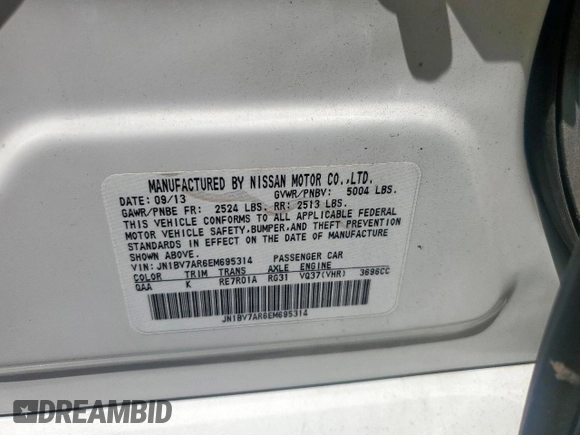 MANUFACTURED BY NISSAN MOTOR CO.,LTD.
DATE: 09/13 GVWR/PNBV: 5004 LBS.
GAWR/PNBE FR: 2524 LBS. RR: 2513 LBS.
THIS VEHICLE CONFORMS TO ALL APPLICABLE FEDERAL
MOTOR VEHICLE SAFETY, BUMPER, AND THEFT PREVENTION
STANDARDS IN EFFECT ON THE DATE OF MANUFACTURE
SHOWN ABOVE.
VIN: JN1BV7AR6EM695314 PASSENGER CAR
COLOR TRIM TRANS AXLE ENGINE
QAA K RE7R01A RG31 VQ37(VHR) 3696CC
JN1BV7AR6EM695314
DREAMBID